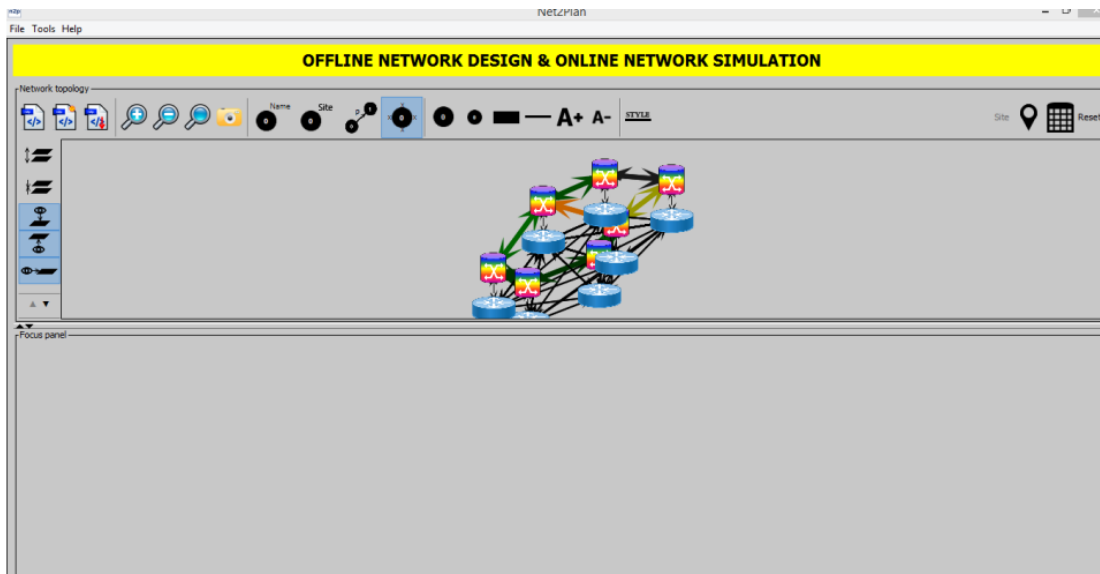 Net2Plan
File Tools Help
OFFLINE NETWORK DESIGN & ONLINE NETWORK SIMULATION
Network topology
Name
Site
A+ A-
STYLE
Site
Reset
Focus panel